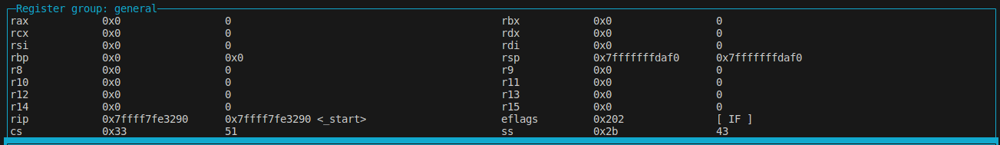 Register group: general
rax 0x0 0 rbx 0x0 0
rcx 0x0 0 rdx 0x0 0
rsi 0x0 0 rdi 0x0 0
rbp 0x0 0x0 rsp 0x7fffffffdaf0 0x7fffffffdaf0
r8 0x0 0 r9 0x0 0
r10 0x0 0 r11 0x0 0
r12 0x0 0 r13 0x0 0
r14 0x0 0 r15 0x0 0
rip 0x7ffff7fe3290 0x7ffff7fe3290 <_start> eflags 0x202 [ IF ]
cs 0x33 51 ss 0x2b 43